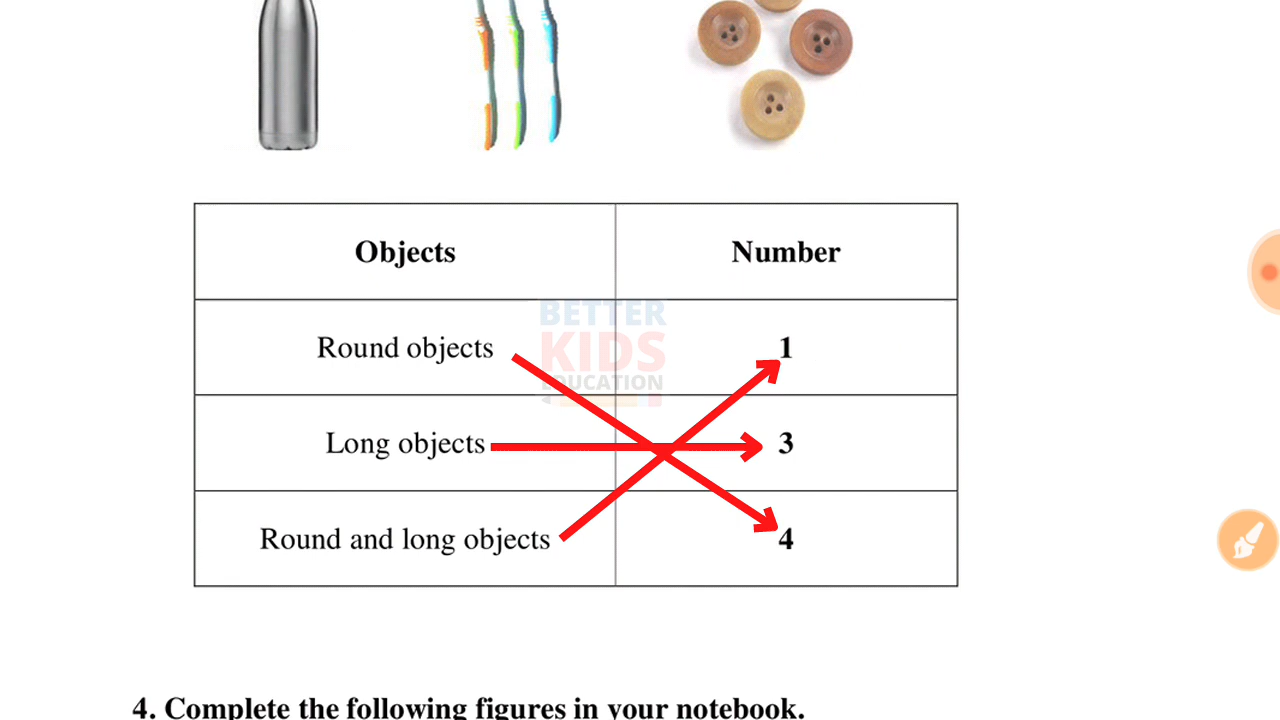 Objects Number
BETTER
KIDS
EDUCATION
Round objects 1
Long objects 3
Round and long objects 4
4. Complete the following figures in your notebook.